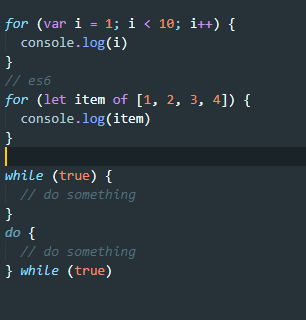 for (var i = 1; i < 10; i++) {
  console.log(i)
}
// es6
for (let item of [1, 2, 3, 4]) {
  console.log(item)
}
while (true) {
  // do something
}
do {
  // do something
} while (true)